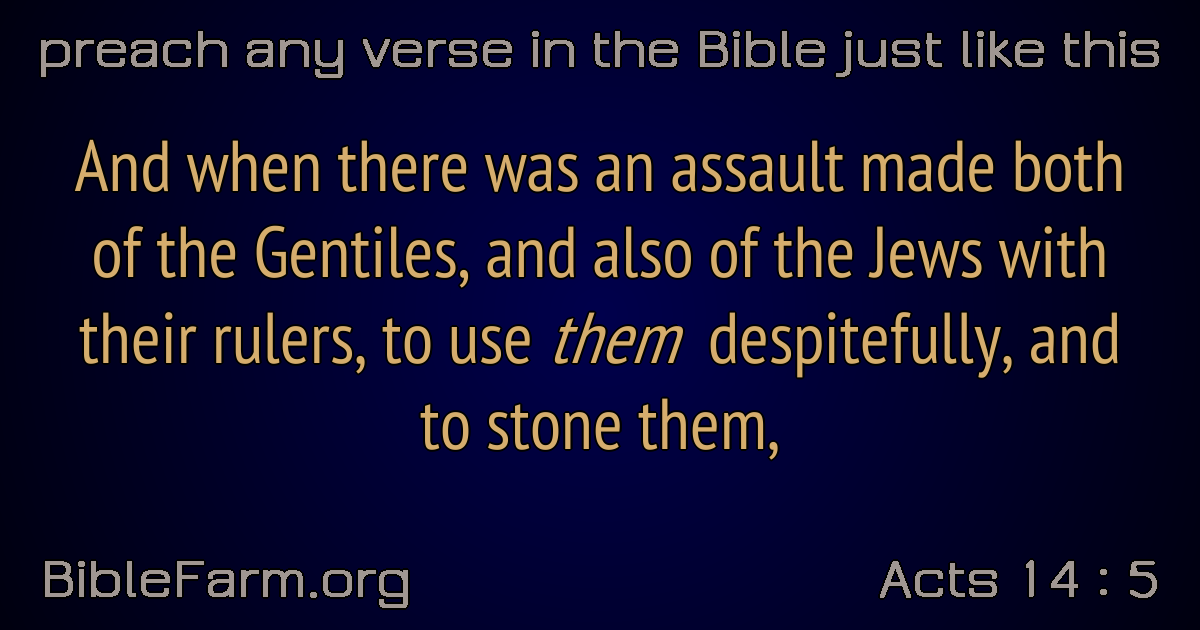 preach any verse in the Bible just like this
And when there was an assault made both
of the Gentiles, and also of the Jews with
their rulers, to use them despitefully, and
to stone them,
BibleFarm.org
Acts 14 : 5